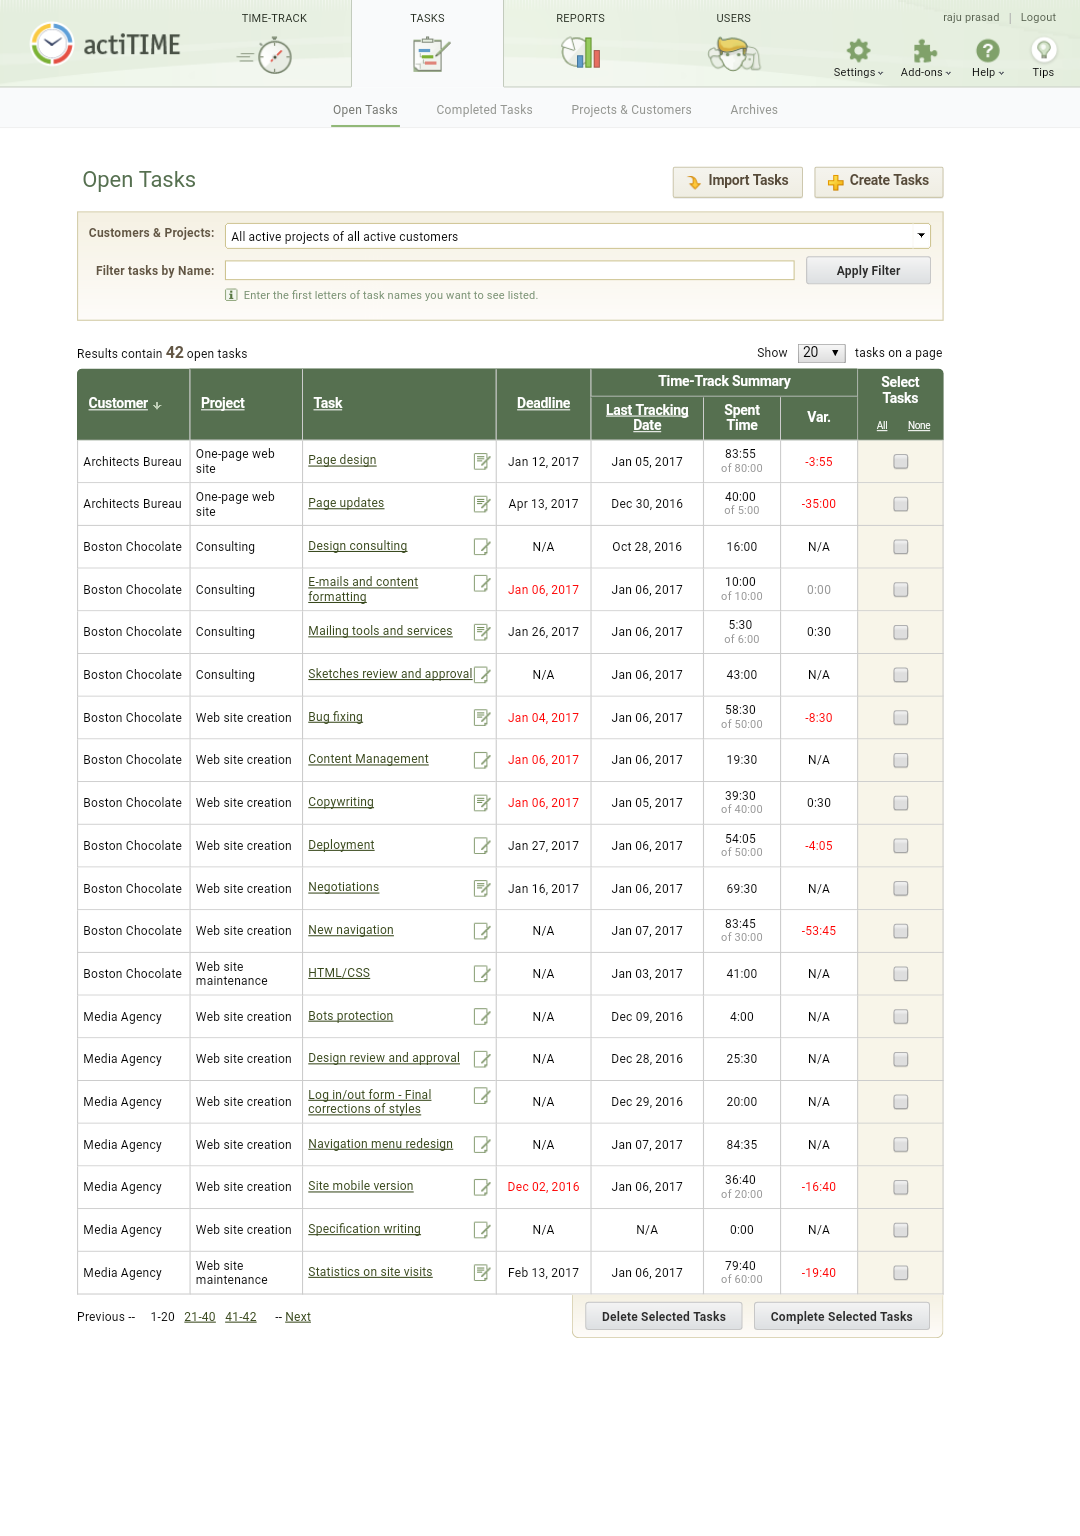 TIME-TRACK TASKS REPORTS USERS raju prasad | Logout
actiTIME
Settings Add-ons Help Tips
Open Tasks Completed Tasks Projects & Customers Archives
Open Tasks Import Tasks Create Tasks
Customers & Projects: All active projects of all active customers
Filter tasks by Name: Apply Filter
Enter the first letters of task names you want to see listed.
Results contain 42 open tasks Show 20 tasks on a page
Customer Project Task Deadline Time-Track Summary Select Tasks
Last Tracking Date Spent Time Var. All None
Architects Bureau One-page web site Page design Jan 12, 2017 Jan 05, 2017 83:55 of 80:00 -3:55
Architects Bureau One-page web site Page updates Apr 13, 2017 Dec 30, 2016 40:00 of 5:00 -35:00
Boston Chocolate Consulting Design consulting N/A Oct 28, 2016 16:00 N/A
Boston Chocolate Consulting E-mails and content formatting Jan 06, 2017 Jan 06, 2017 10:00 of 10:00 0:00
Boston Chocolate Consulting Mailing tools and services Jan 26, 2017 Jan 06, 2017 5:30 of 6:00 0:30
Boston Chocolate Consulting Sketches review and approval N/A Jan 06, 2017 43:00 N/A
Boston Chocolate Web site creation Bug fixing Jan 04, 2017 Jan 06, 2017 58:30 of 50:00 -8:30
Boston Chocolate Web site creation Content Management Jan 06, 2017 Jan 06, 2017 19:30 N/A
Boston Chocolate Web site creation Copywriting Jan 06, 2017 Jan 05, 2017 39:30 of 40:00 0:30
Boston Chocolate Web site creation Deployment Jan 27, 2017 Jan 06, 2017 54:05 of 50:00 -4:05
Boston Chocolate Web site creation Negotiations Jan 16, 2017 Jan 06, 2017 69:30 N/A
Boston Chocolate Web site creation New navigation N/A Jan 07, 2017 83:45 of 30:00 -53:45
Boston Chocolate Web site maintenance HTML/CSS N/A Jan 03, 2017 41:00 N/A
Media Agency Web site creation Bots protection N/A Dec 09, 2016 4:00 N/A
Media Agency Web site creation Design review and approval N/A Dec 28, 2016 25:30 N/A
Media Agency Web site creation Log in/out form - Final corrections of styles N/A Dec 29, 2016 20:00 N/A
Media Agency Web site creation Navigation menu redesign N/A Jan 07, 2017 84:35 N/A
Media Agency Web site creation Site mobile version Dec 02, 2016 Jan 06, 2017 36:40 of 20:00 -16:40
Media Agency Web site creation Specification writing N/A N/A 0:00 N/A
Media Agency Web site maintenance Statistics on site visits Feb 13, 2017 Jan 06, 2017 79:40 of 60:00 -19:40
Previous -- 1-20 21-40 41-42 -- Next Delete Selected Tasks Complete Selected Tasks